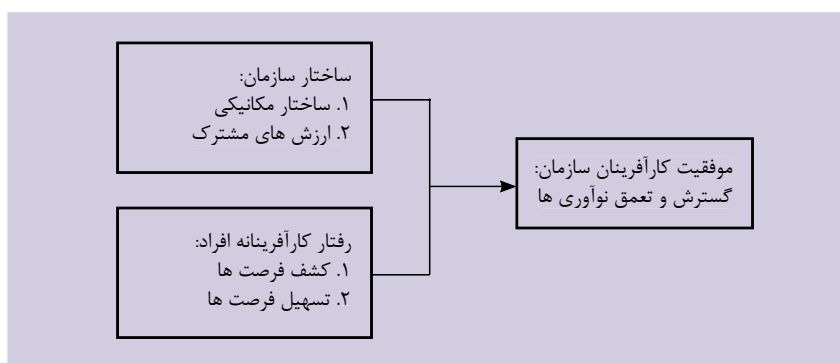 ساختار سازمان:
۱. ساختار مکانیکی
۲. ارزش های مشترک
رفتار کارآفرینانه افراد:
۱. کشف فرصت ها
۲. تسهیل فرصت ها
موفقیت کارآفرینان سازمان:
گسترش و تعمق نوآوری ها